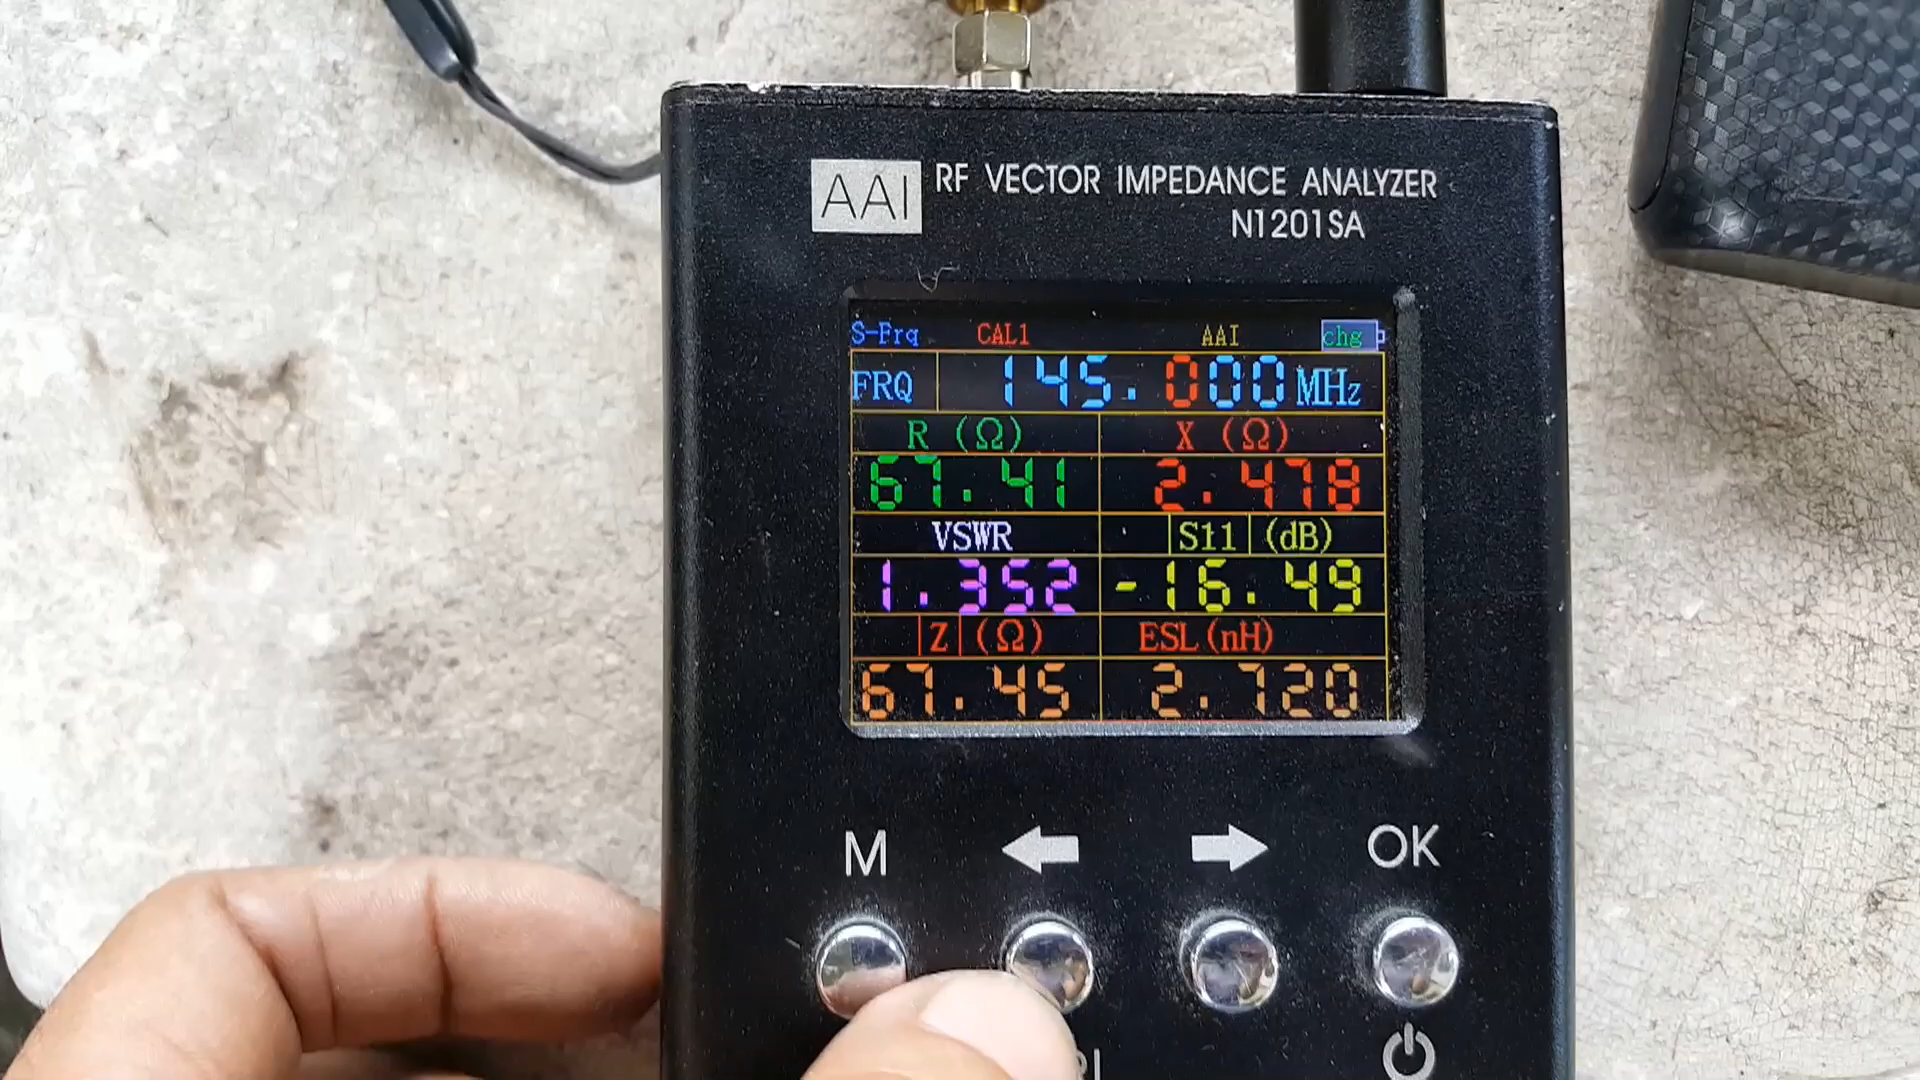 AAI RF VECTOR IMPEDANCE ANALYZER
N1201SA
S-Frq CAL1 AAI chg
FRQ 145.000 MHz
R (Ω) X (Ω)
67.41 2.478
VSWR |S11| (dB)
1.352 -16.49
|Z| (Ω) ESL(nH)
67.45 2.720
M OK